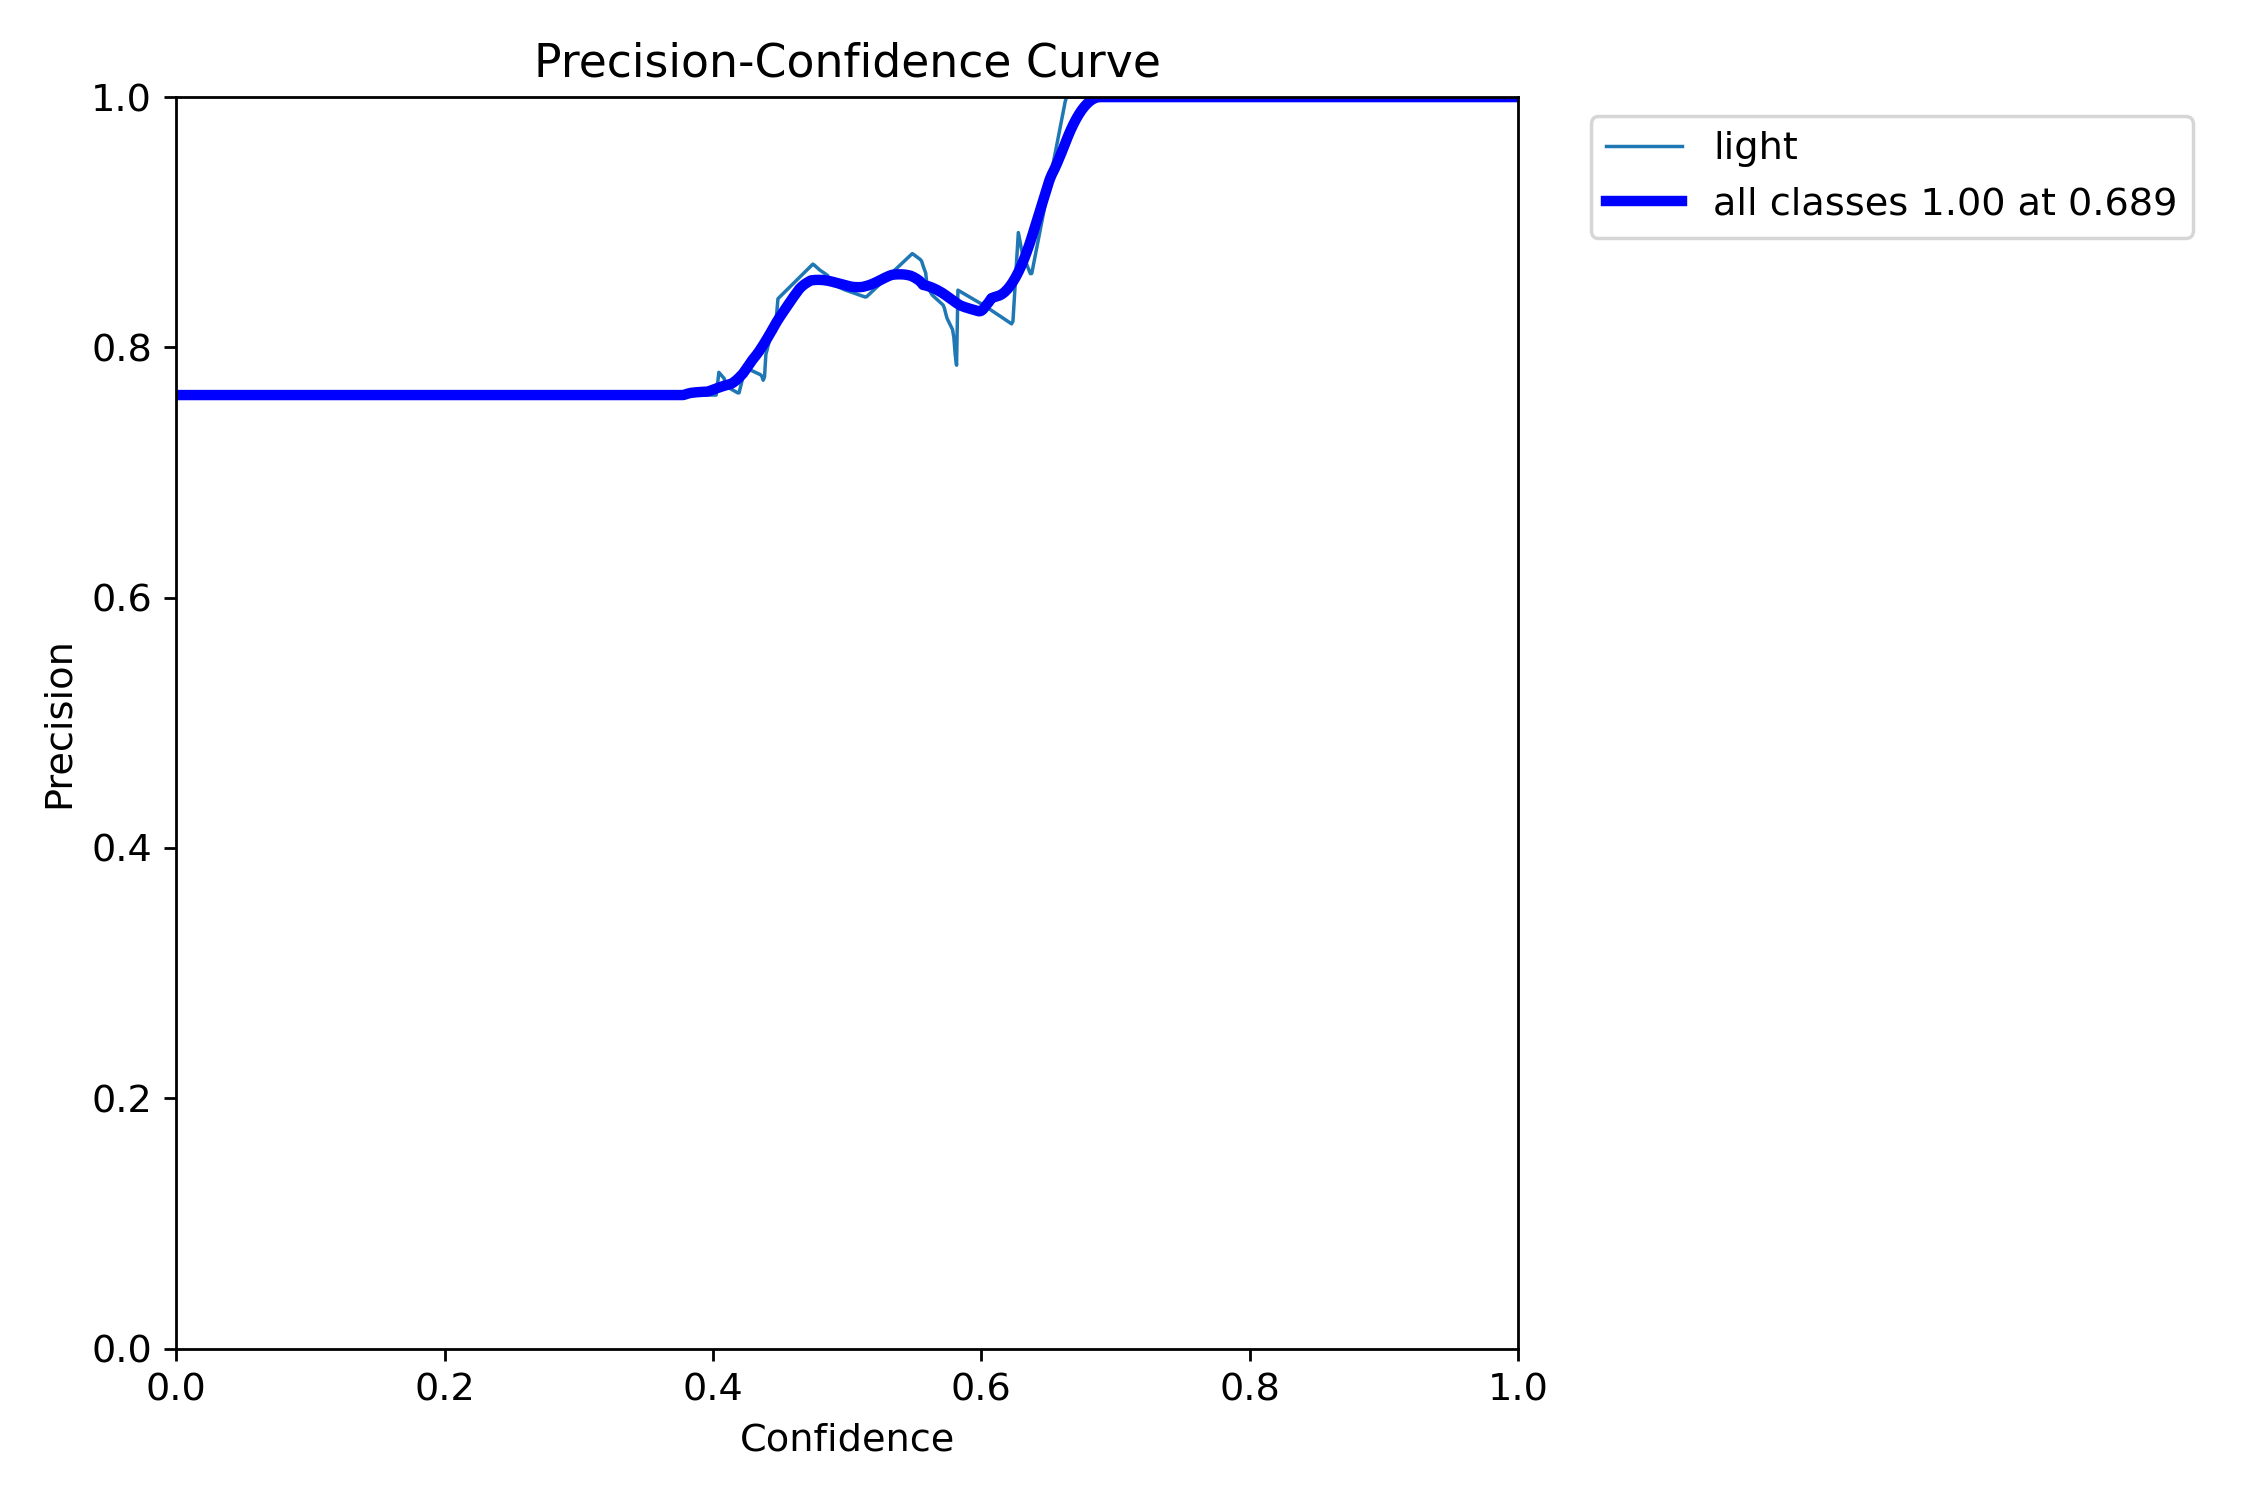 Precision-Confidence Curve
light
all classes 1.00 at 0.689
Precision
1.0
0.8
0.6
0.4
0.2
0.0
0.0 0.2 0.4 0.6 0.8 1.0
Confidence